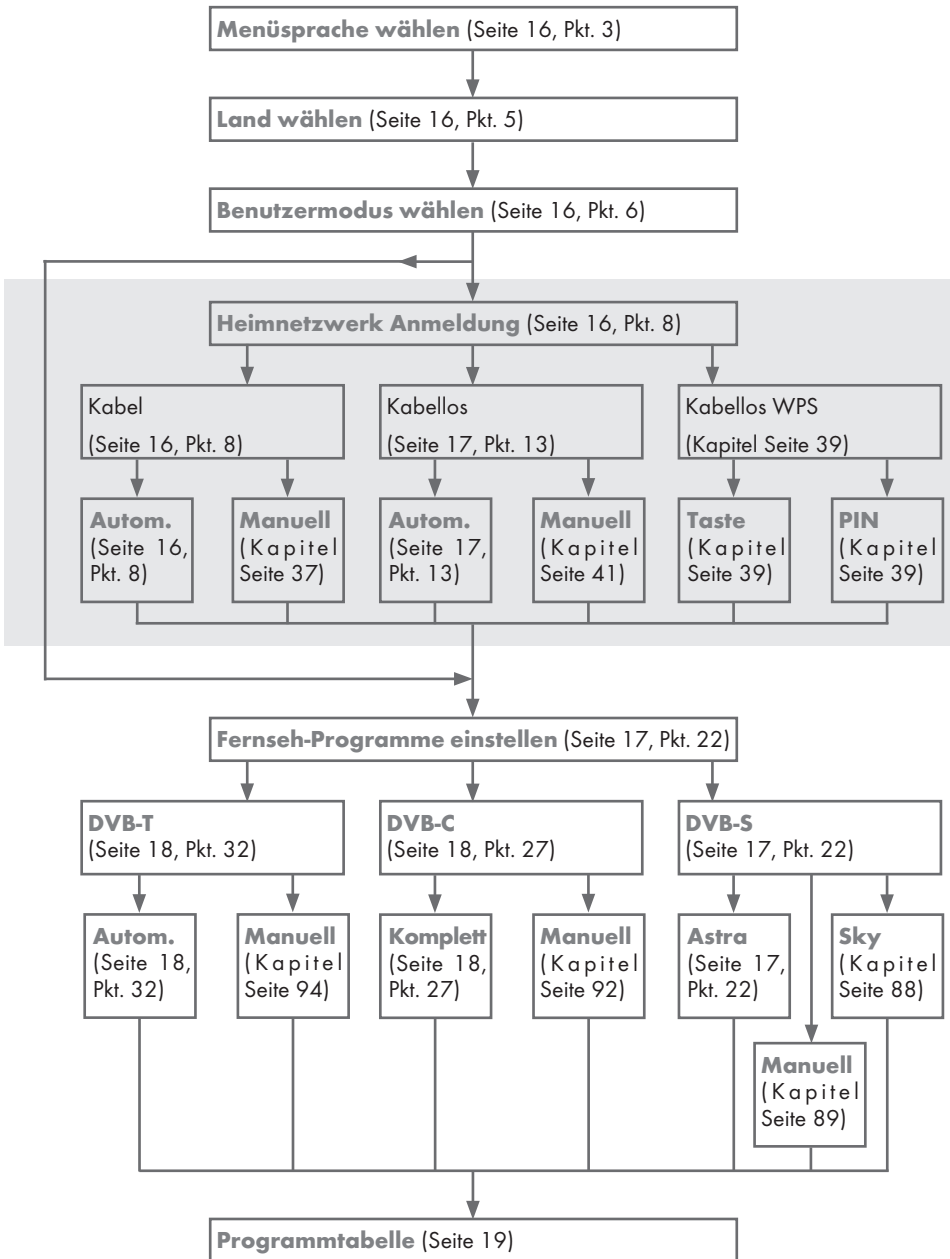 Menüsprache wählen (Seite 16, Pkt. 3)
Land wählen (Seite 16, Pkt. 5)
Benutzermodus wählen (Seite 16, Pkt. 6)
Heimnetzwerk Anmeldung (Seite 16, Pkt. 8)
Kabel
(Seite 16, Pkt. 8)
Kabellos
(Seite 17, Pkt. 13)
Kabellos WPS
(Kapitel Seite 39)
Autom.
(Seite 16,
Pkt. 8)
Manuell
(Kapitel
Seite 37)
Autom.
(Seite 17,
Pkt. 13)
Manuell
(Kapitel
Seite 41)
Taste
(Kapitel
Seite 39)
PIN
(Kapitel
Seite 39)
Fernseh-Programme einstellen (Seite 17, Pkt. 22)
DVB-T
(Seite 18, Pkt. 32)
DVB-C
(Seite 18, Pkt. 27)
DVB-S
(Seite 17, Pkt. 22)
Autom.
(Seite 18,
Pkt. 32)
Manuell
(Kapitel
Seite 94)
Komplett
(Seite 18,
Pkt. 27)
Manuell
(Kapitel
Seite 92)
Astra
(Seite 17,
Pkt. 22)
Sky
(Kapitel
Seite 88)
Manuell
(Kapitel
Seite 89)
Programmtabelle (Seite 19)